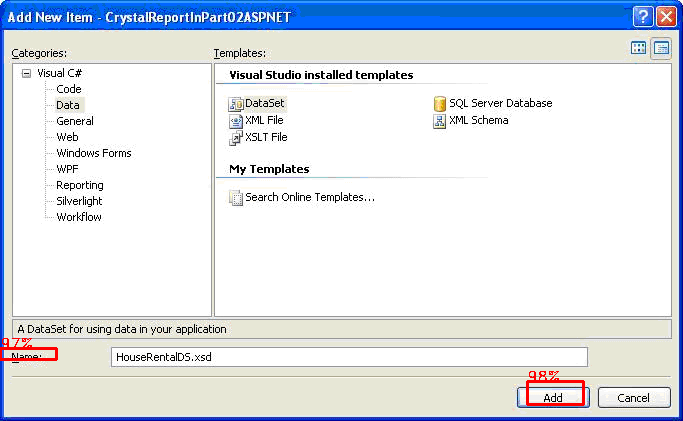 Add New Item - CrystalReportInPart02ASPNET
Categories:
Templates:
Visual C#
Code
Data
General
Web
Windows Forms
WPF
Reporting
Silverlight
Workflow
Visual Studio installed templates
DataSet
SQL Server Database
XML File
XML Schema
XSLT File
My Templates
Search Online Templates...
A DataSet for using data in your application
97%
Name:
HouseRentalDS.xsd
98%
Add
Cancel